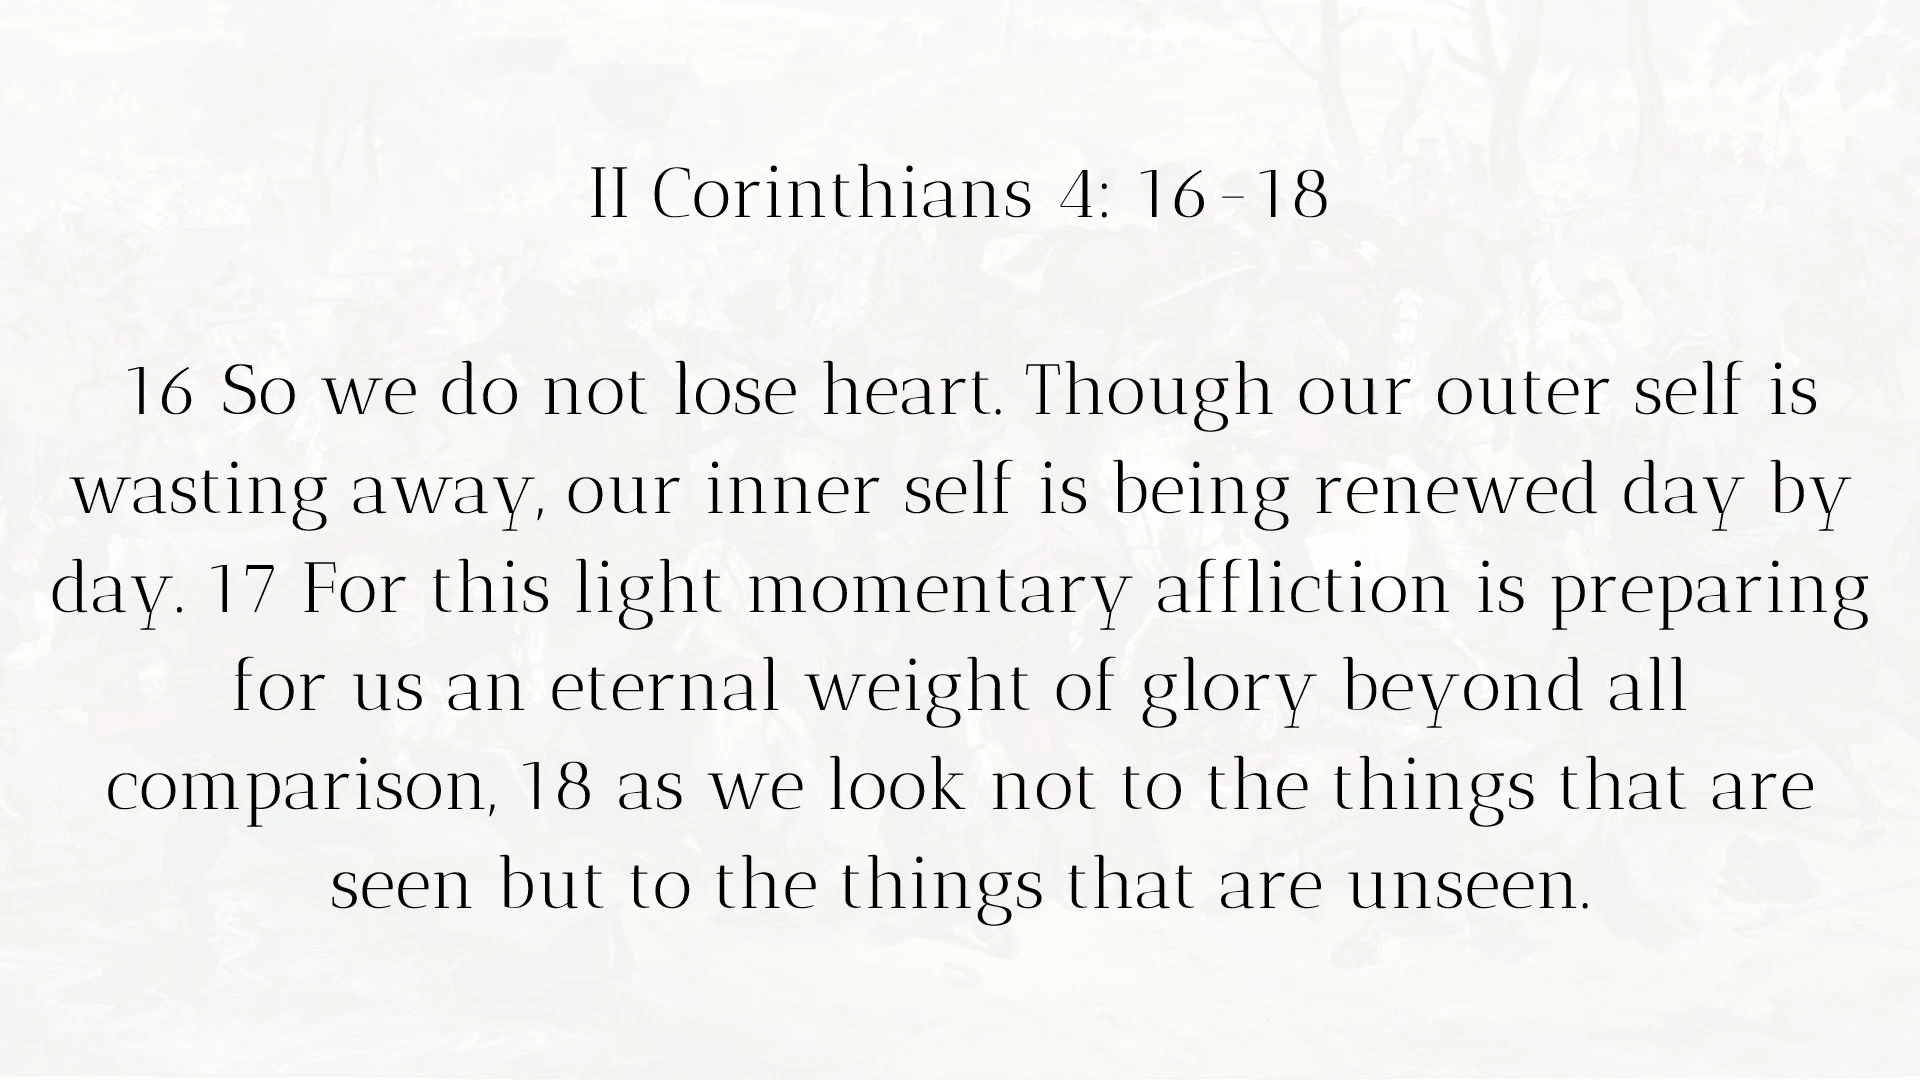 II Corinthians 4: 16-18
16 So we do not lose heart. Though our outer self is
wasting away, our inner self is being renewed day by
day. 17 For this light momentary affliction is preparing
for us an eternal weight of glory beyond all
comparison, 18 as we look not to the things that are
seen but to the things that are unseen.